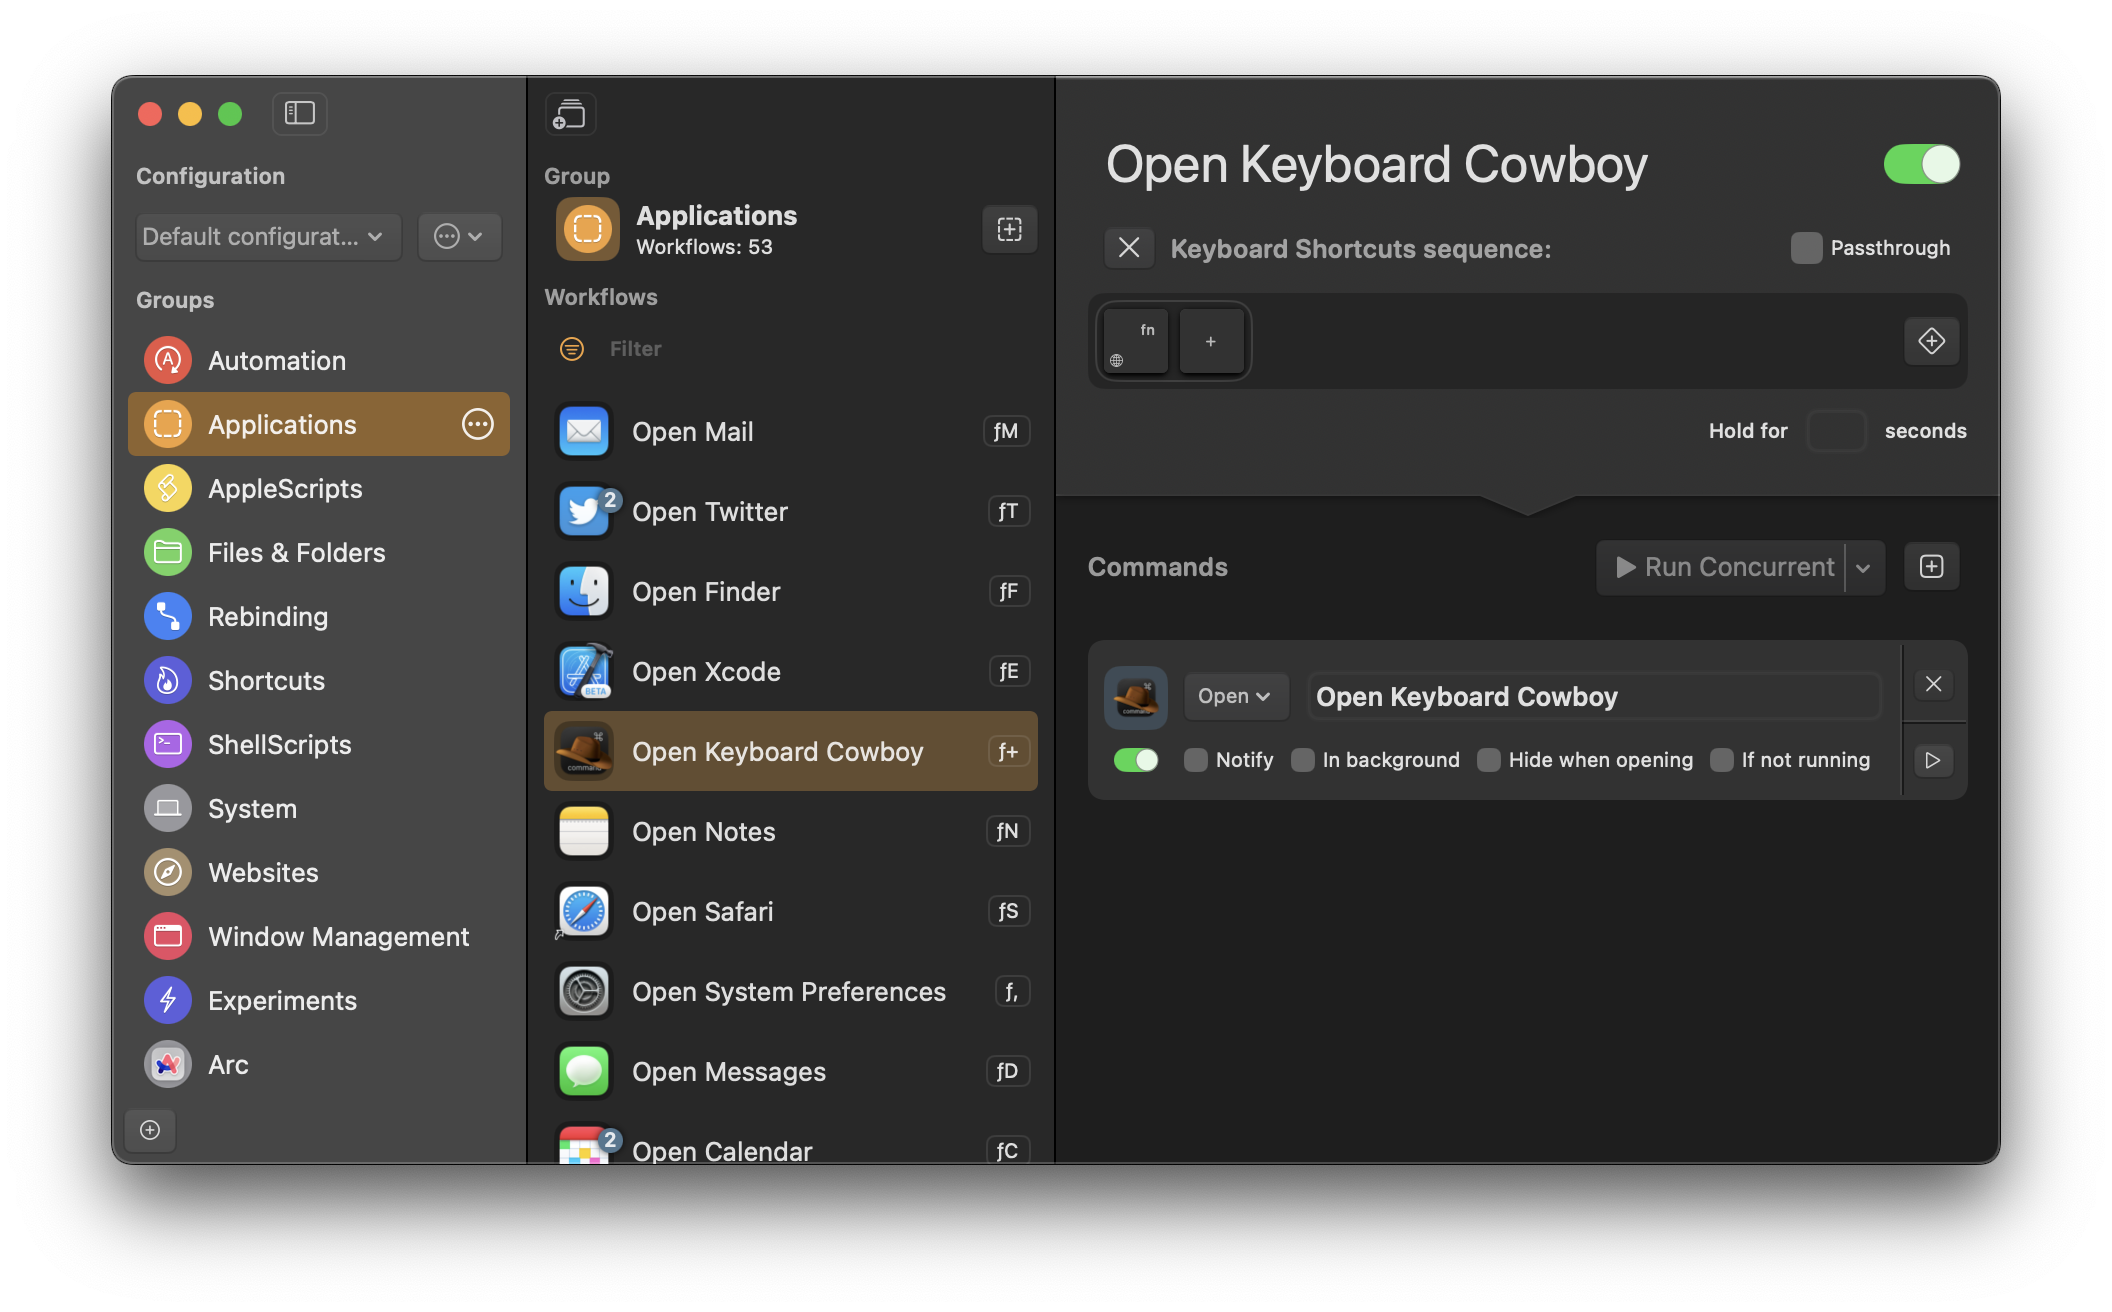 Configuration
Default configurat...
Groups
Automation
Applications
AppleScripts
Files & Folders
Rebinding
Shortcuts
ShellScripts
System
Websites
Window Management
Experiments
Arc
Group
Applications
Workflows: 53
Workflows
Filter
Open Mail ƒM
2
Open Twitter ƒT
Open Finder ƒF
BETA
Open Xcode ƒE
⌘
command
Open Keyboard Cowboy ƒ+
Open Notes ƒN
Open Safari ƒS
Open System Preferences ƒ,
Open Messages ƒD
2
Open Calendar ƒC
Open Keyboard Cowboy
Keyboard Shortcuts sequence:
Passthrough
fn
+
Hold for seconds
Commands
Run Concurrent
⌘
command
Open
Open Keyboard Cowboy
Notify In background Hide when opening If not running